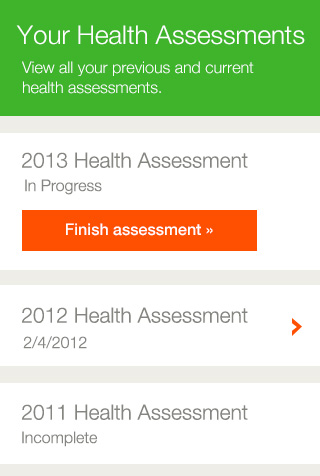 Your Health Assessments
View all your previous and current
health assessments.
2013 Health Assessment
In Progress
Finish assessment »
2012 Health Assessment
2/4/2012
2011 Health Assessment
Incomplete